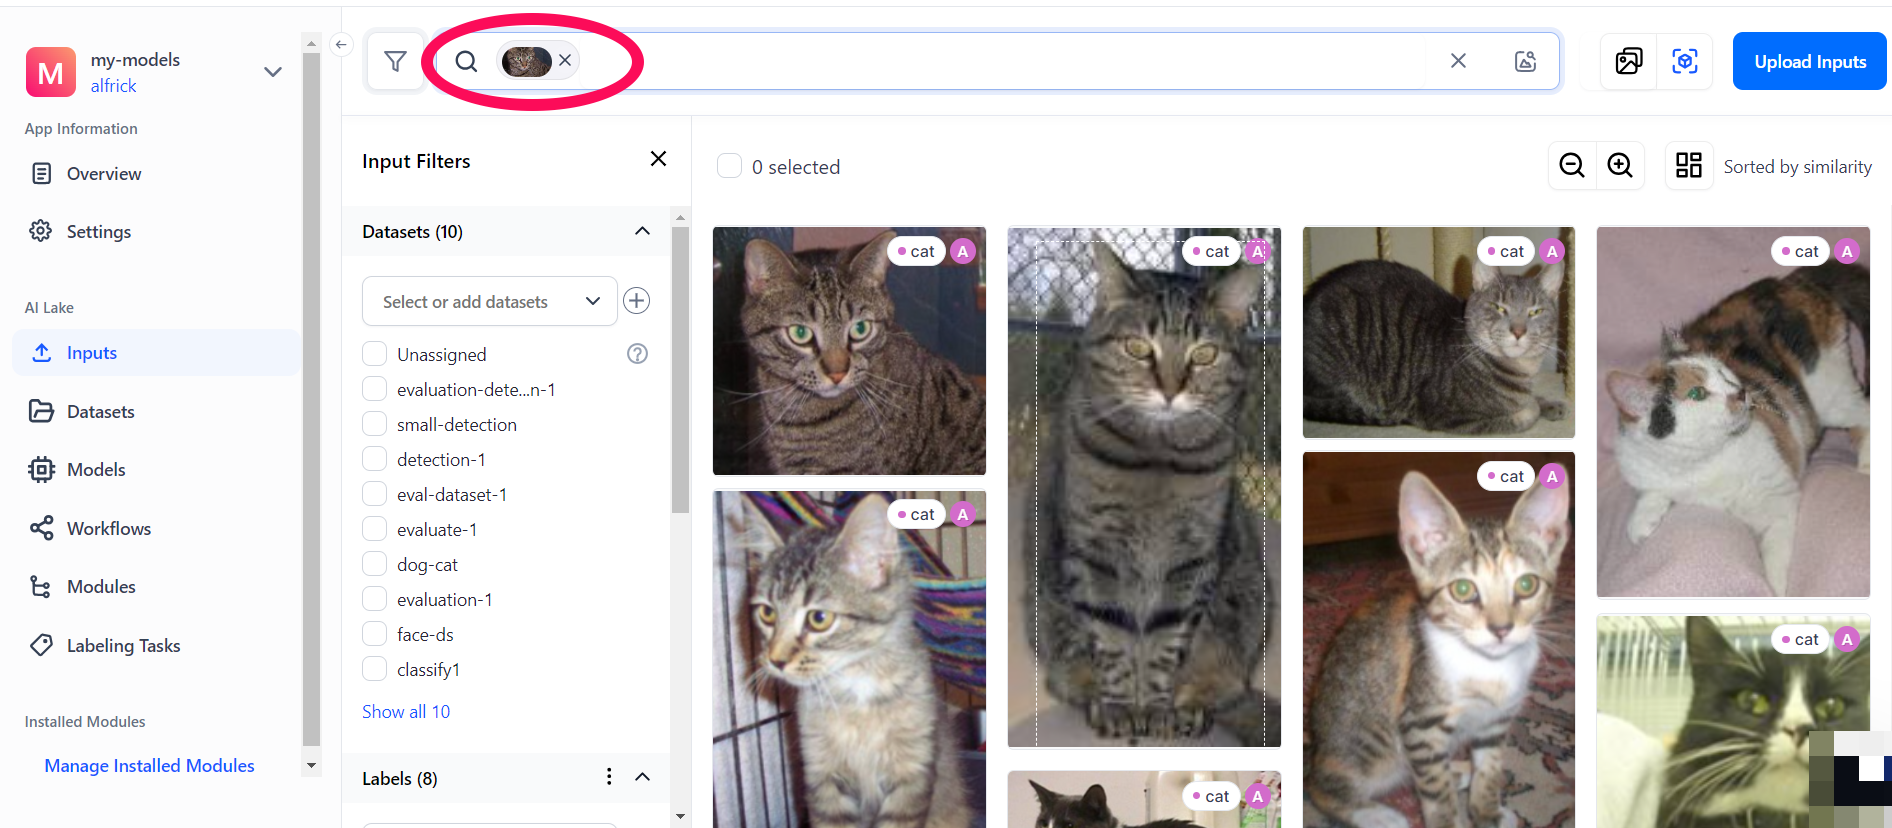 M
my-models
alfrick
App Information
Overview
Settings
AI Lake
Inputs
Datasets
Models
Workflows
Modules
Labeling Tasks
Installed Modules
Manage Installed Modules
Upload Inputs
Input Filters
Datasets (10)
Select or add datasets
Unassigned
evaluation-dete...n-1
small-detection
detection-1
eval-dataset-1
evaluate-1
dog-cat
evaluation-1
face-ds
classify1
Show all 10
Labels (8)
0 selected
Sorted by similarity
cat A
cat A
cat A
cat A
cat A
cat A
cat A
cat A